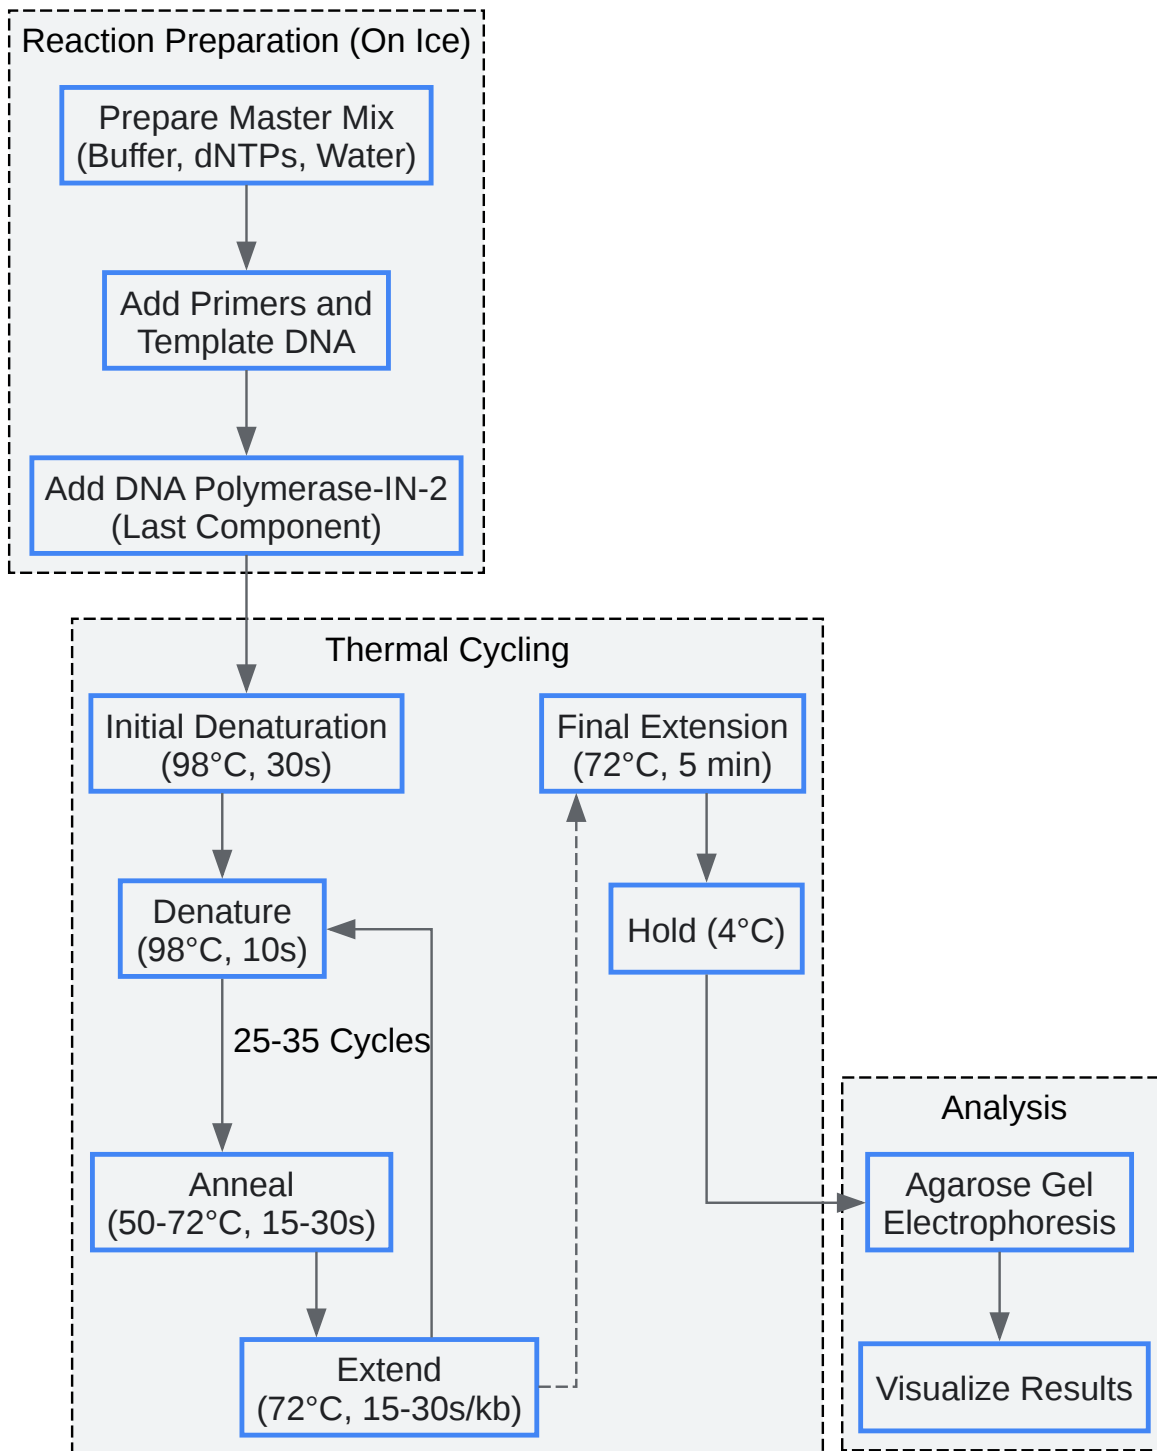 Reaction Preparation (On Ice)
Prepare Master Mix
(Buffer, dNTPs, Water)
Add Primers and
Template DNA
Add DNA Polymerase-IN-2
(Last Component)
Thermal Cycling
Initial Denaturation
(98°C, 30s)
Denature
(98°C, 10s)
25-35 Cycles
Anneal
(50-72°C, 15-30s)
Extend
(72°C, 15-30s/kb)
Final Extension
(72°C, 5 min)
Hold (4°C)
Analysis
Agarose Gel
Electrophoresis
Visualize Results